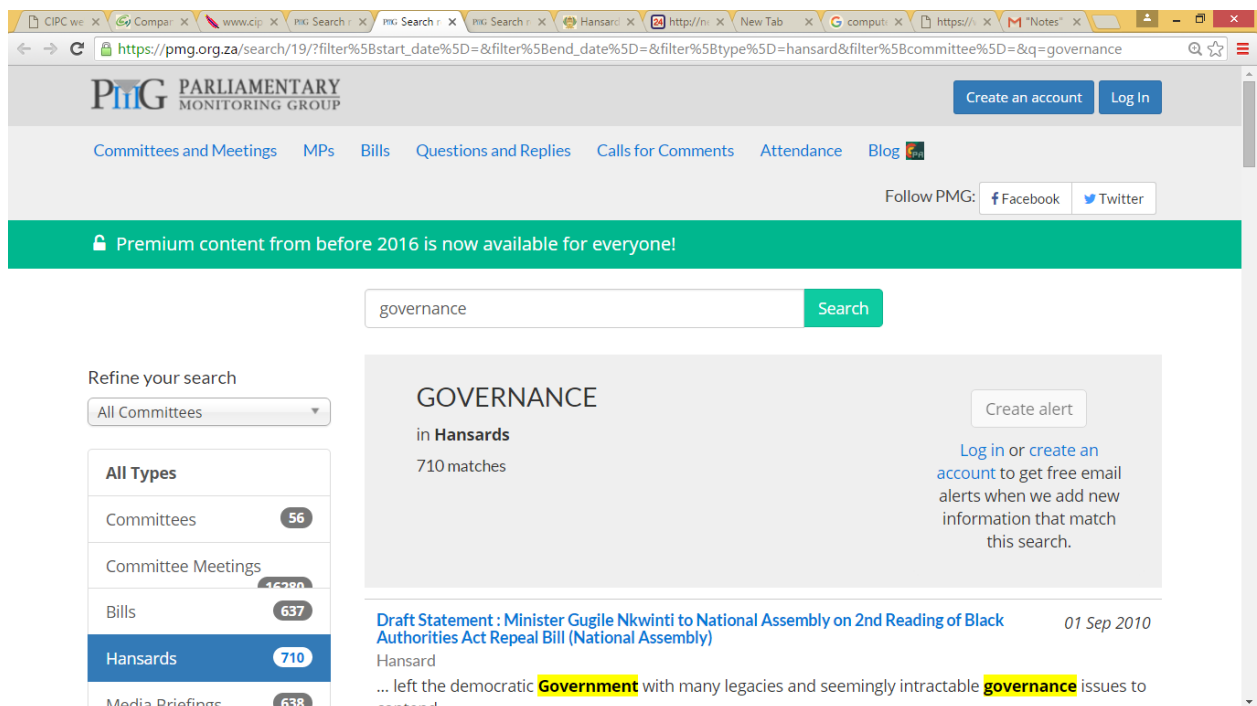 CIPC we
Compar
www.cip
PMG Search r
PMG Search r
PMG Search r
Hansard
24 http://ne
New Tab
G compute
https://v
M "Notes"
https://pmg.org.za/search/19/?filter%5Bstart_date%5D=&filter%5Bend_date%5D=&filter%5Btype%5D=hansard&filter%5Bcommittee%5D=&q=governance
PMG PARLIAMENTARY
MONITORING GROUP
Create an account Log In
Committees and Meetings MPs Bills Questions and Replies Calls for Comments Attendance Blog
Follow PMG: Facebook Twitter
Premium content from before 2016 is now available for everyone!
governance Search
Refine your search
All Committees
All Types
Committees 56
Committee Meetings
16280
Bills 637
Hansards 710
Media Briefings 638
GOVERNANCE
in Hansards
710 matches
Create alert
Log in or create an
account to get free email
alerts when we add new
information that match
this search.
Draft Statement : Minister Gugile Nkwinti to National Assembly on 2nd Reading of Black
Authorities Act Repeal Bill (National Assembly)
01 Sep 2010
Hansard
... left the democratic Government with many legacies and seemingly intractable governance issues to